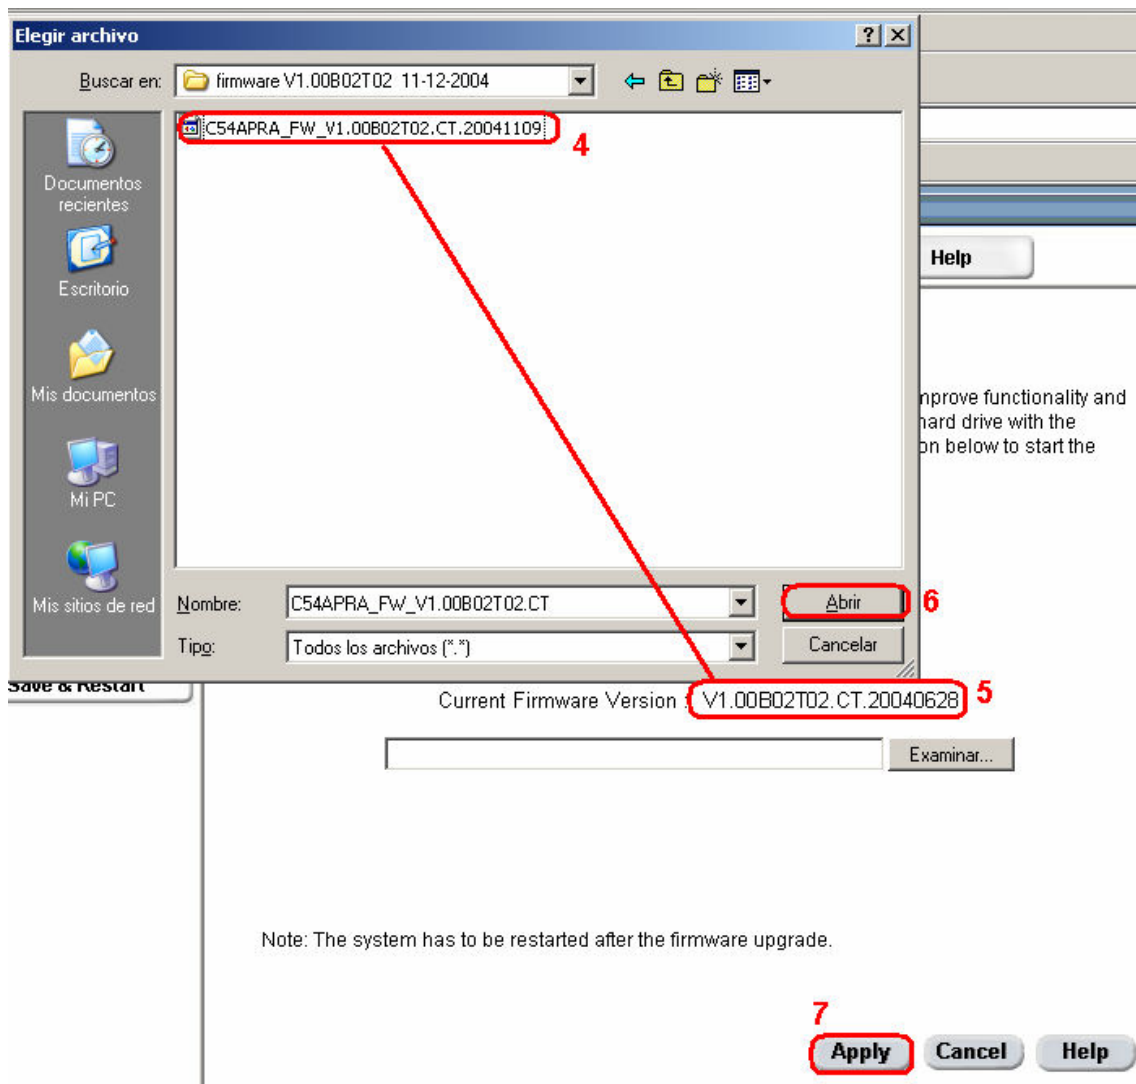 Elegir archivo
Buscar en:
firmware V1.00B02T02 11-12-2004
C54APRA_FW_V1.00B02T02.CT.20041109
4
Documentos
recientes
Escritorio
Mis documentos
Mi PC
Mis sitios de red
Nombre:
C54APRA_FW_V1.00B02T02.CT
Abrir
6
Tipo:
Todos los archivos (*.*)
Cancelar
Help
mprove functionality and
hard drive with the
on below to start the
Save & Restart
Current Firmware Version : V1.00B02T02.CT.20040628
5
Examinar...
Note: The system has to be restarted after the firmware upgrade.
7
Apply
Cancel
Help